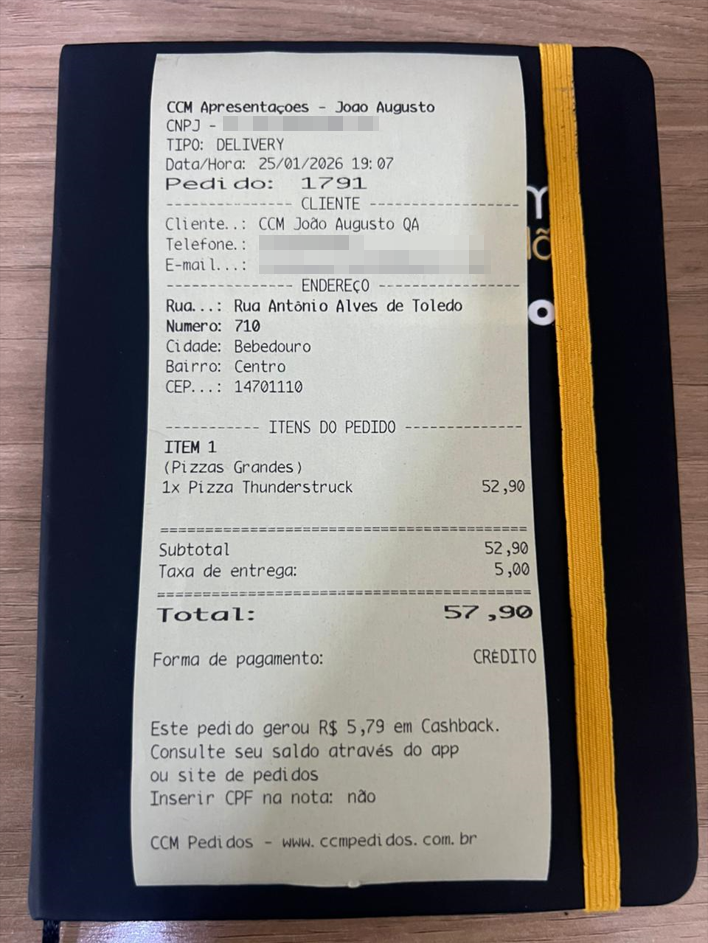 CCM Apresentaçoes - Joao Augusto
CNPJ -
TIPO: DELIVERY
Data/Hora: 25/01/2026 19:07
Pedido: 1791
--------------- CLIENTE ---------------
Cliente..: CCM João Augusto QA
Telefone.:
E-mail...:
--------------- ENDEREÇO ---------------
Rua...: Rua Antônio Alves de Toledo
Numero: 710
Cidade: Bebedouro
Bairro: Centro
CEP...: 14701110
----------- ITENS DO PEDIDO ------------
ITEM 1
(Pizzas Grandes)
1x Pizza Thunderstruck 52,90
============================================
Subtotal 52,90
Taxa de entrega: 5,00
============================================
Total: 57,90
Forma de pagamento: CRÉDITO
Este pedido gerou R$ 5,79 em Cashback.
Consulte seu saldo através do app
ou site de pedidos
Inserir CPF na nota: não
CCM Pedidos - www.ccmpedidos.com.br